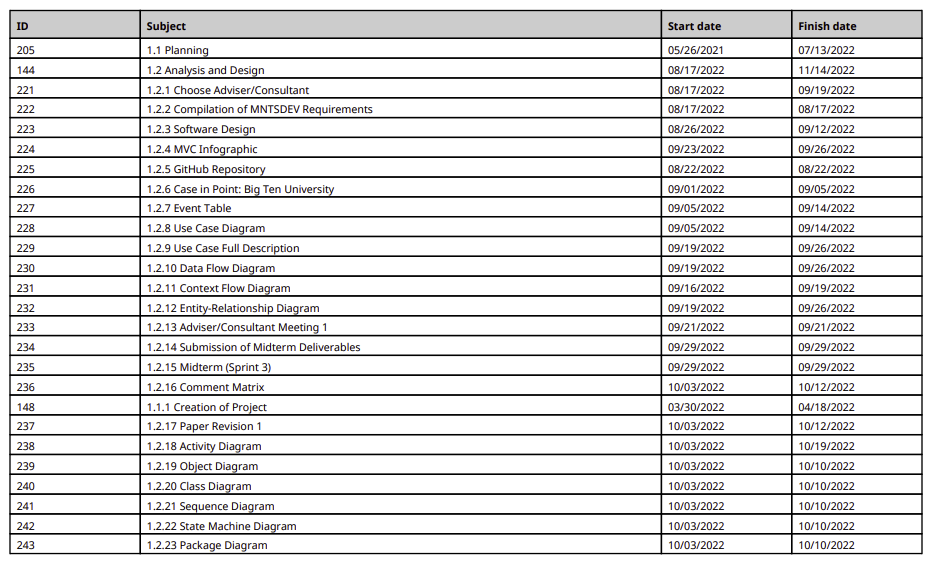 ID Subject Start date Finish date
205 1.1 Planning 05/26/2021 07/13/2022
144 1.2 Analysis and Design 08/17/2022 11/14/2022
221 1.2.1 Choose Adviser/Consultant 08/17/2022 09/19/2022
222 1.2.2 Compilation of MNTSDEV Requirements 08/17/2022 08/17/2022
223 1.2.3 Software Design 08/26/2022 09/12/2022
224 1.2.4 MVC Infographic 09/23/2022 09/26/2022
225 1.2.5 GitHub Repository 08/22/2022 08/22/2022
226 1.2.6 Case in Point: Big Ten University 09/01/2022 09/05/2022
227 1.2.7 Event Table 09/05/2022 09/14/2022
228 1.2.8 Use Case Diagram 09/05/2022 09/14/2022
229 1.2.9 Use Case Full Description 09/19/2022 09/26/2022
230 1.2.10 Data Flow Diagram 09/19/2022 09/26/2022
231 1.2.11 Context Flow Diagram 09/16/2022 09/19/2022
232 1.2.12 Entity-Relationship Diagram 09/19/2022 09/26/2022
233 1.2.13 Adviser/Consultant Meeting 1 09/21/2022 09/21/2022
234 1.2.14 Submission of Midterm Deliverables 09/29/2022 09/29/2022
235 1.2.15 Midterm (Sprint 3) 09/29/2022 09/29/2022
236 1.2.16 Comment Matrix 10/03/2022 10/12/2022
148 1.1.1 Creation of Project 03/30/2022 04/18/2022
237 1.2.17 Paper Revision 1 10/03/2022 10/12/2022
238 1.2.18 Activity Diagram 10/03/2022 10/19/2022
239 1.2.19 Object Diagram 10/03/2022 10/10/2022
240 1.2.20 Class Diagram 10/03/2022 10/10/2022
241 1.2.21 Sequence Diagram 10/03/2022 10/10/2022
242 1.2.22 State Machine Diagram 10/03/2022 10/10/2022
243 1.2.23 Package Diagram 10/03/2022 10/10/2022